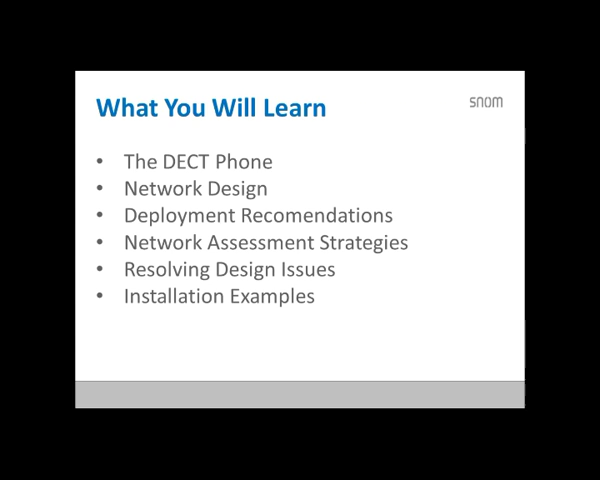 What You Will Learn
snom
• The DECT Phone
• Network Design
• Deployment Recomendations
• Network Assessment Strategies
• Resolving Design Issues
• Installation Examples